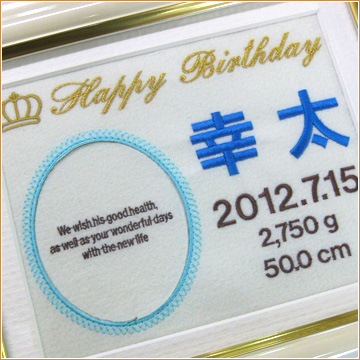 Happy Birthday
幸太
2012.7.15
2,750 g
50.0 cm
We wish his good health,
as well as your wonderful days
with the new life